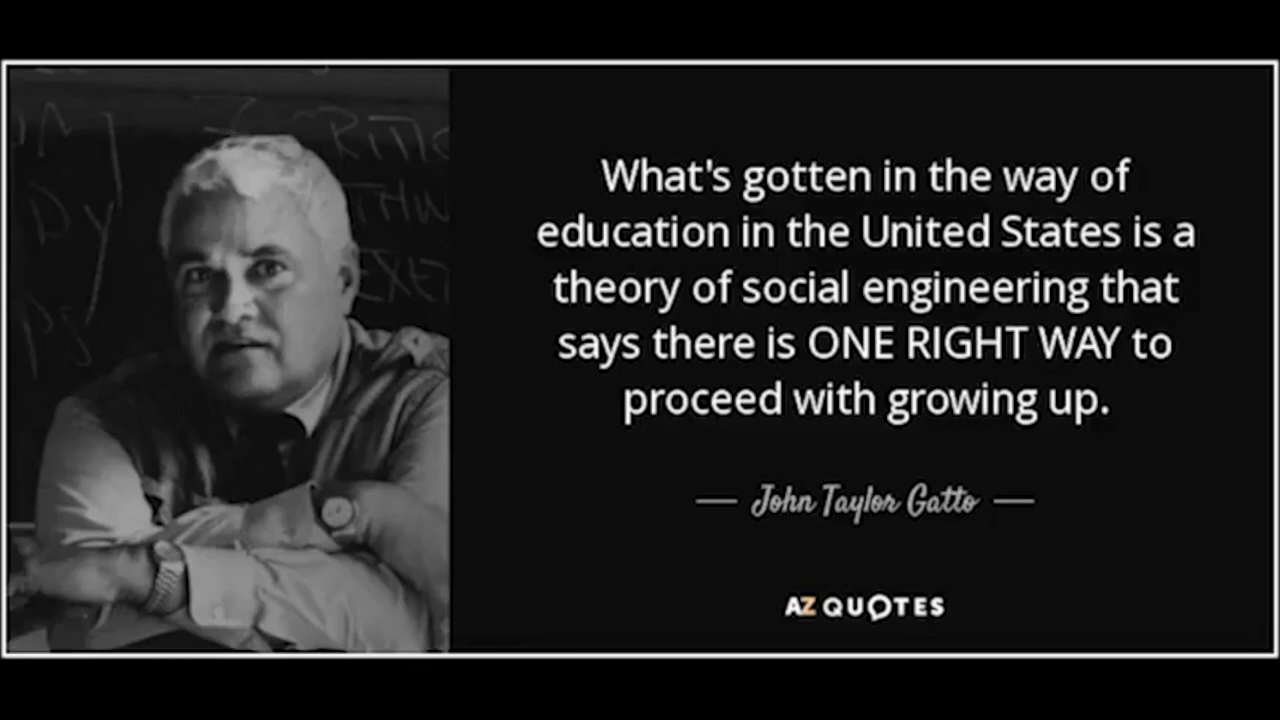 What's gotten in the way of
education in the United States is a
theory of social engineering that
says there is ONE RIGHT WAY to
proceed with growing up.
John Taylor Gatto
AZ QUOTES